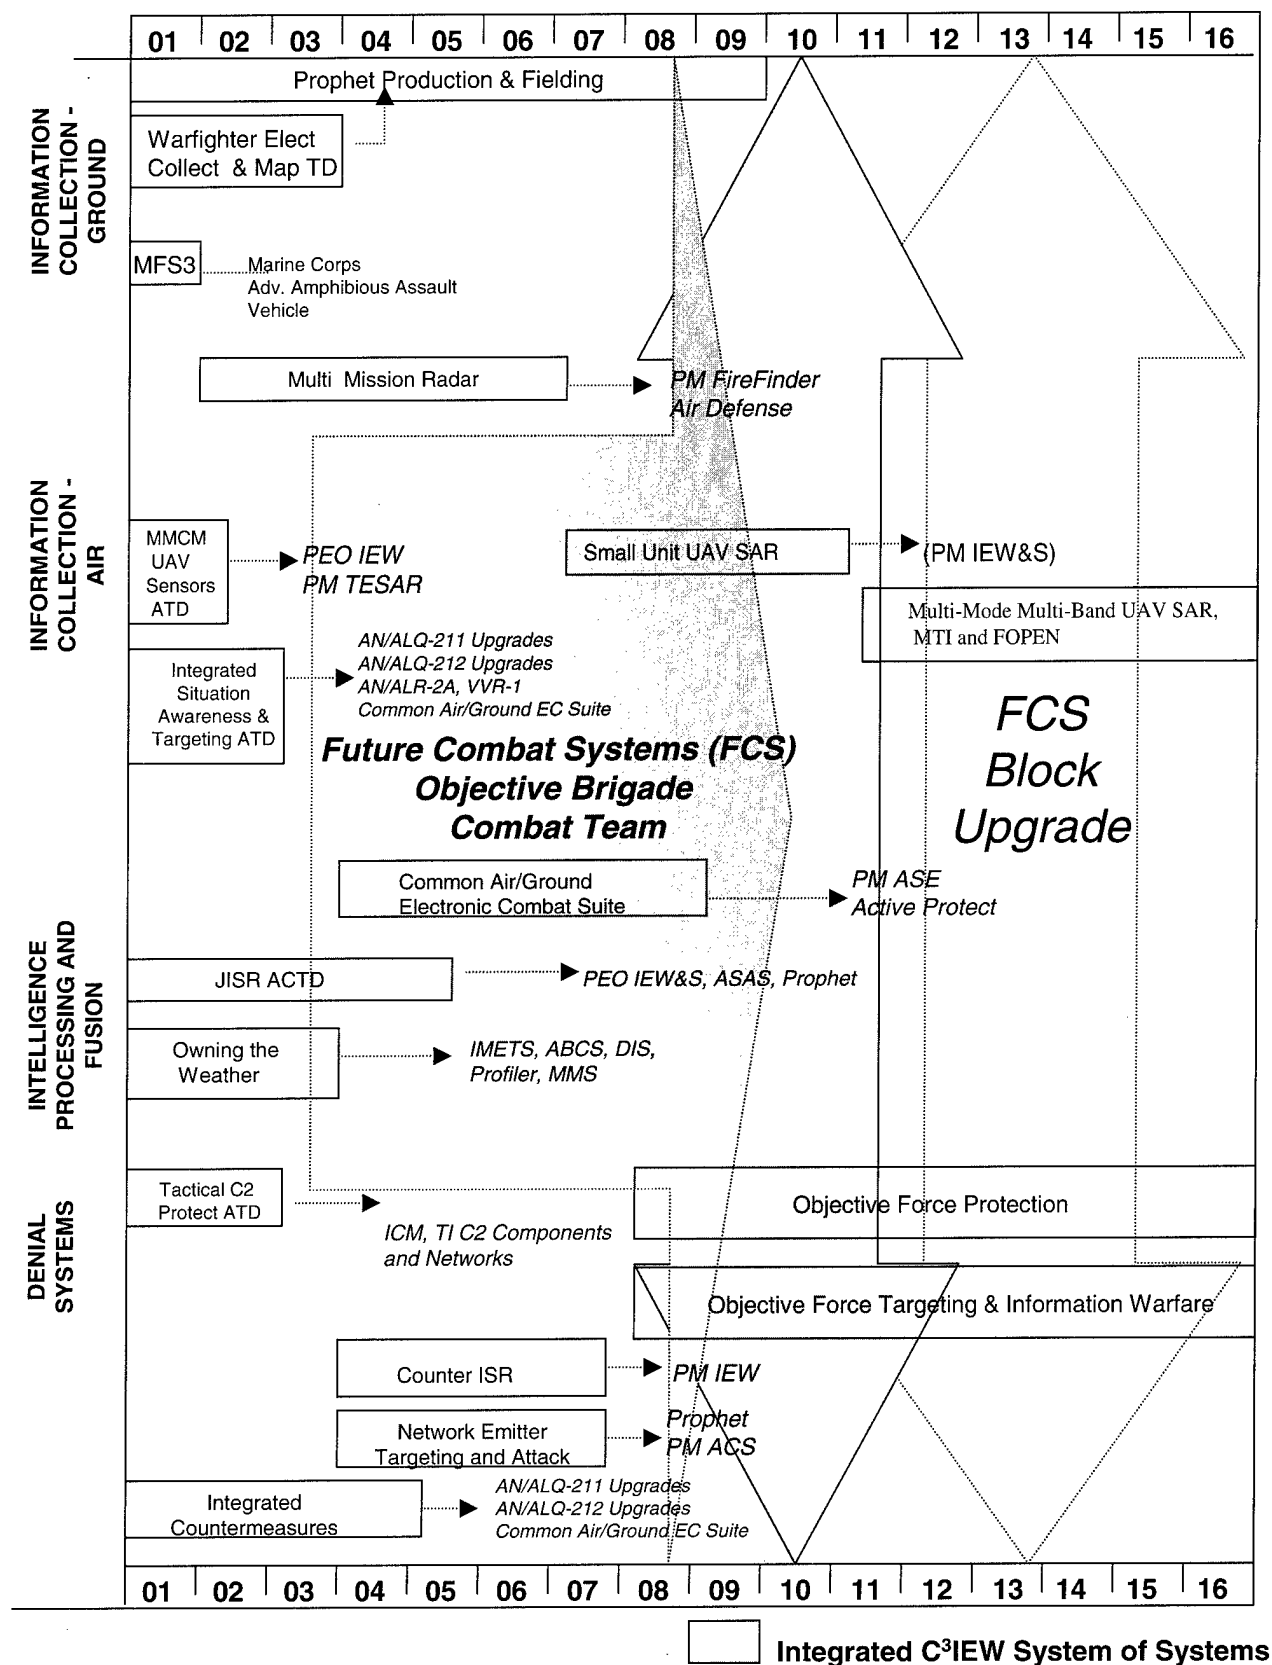 01 02 03 04 05 06 07 08 09 10 11 12 13 14 15 16
INFORMATION
COLLECTION -
GROUND
Prophet Production & Fielding
Warfighter Elect
Collect & Map TD
MFS3
Marine Corps
Adv. Amphibious Assault
Vehicle
Multi Mission Radar
PM FireFinder
Air Defense
INFORMATION
COLLECTION -
AIR
MMCM
UAV
Sensors
ATD
PEO IEW
PM TESAR
Small Unit UAV SAR
(PM IEW&S)
Multi-Mode Multi-Band UAV SAR,
MTI and FOPEN
Integrated
Situation
Awareness &
Targeting ATD
AN/ALQ-211 Upgrades
AN/ALQ-212 Upgrades
AN/ALR-2A, VVR-1
Common Air/Ground EC Suite
Future Combat Systems (FCS)
Objective Brigade
Combat Team
FCS
Block
Upgrade
Common Air/Ground
Electronic Combat Suite
PM ASE
Active Protect
INTELLIGENCE
PROCESSING AND
FUSION
JISR ACTD
PEO IEW&S, ASAS, Prophet
Owning the
Weather
IMETS, ABCS, DIS,
Profiler, MMS
DENIAL
SYSTEMS
Tactical C2
Protect ATD
ICM, TI C2 Components
and Networks
Objective Force Protection
Objective Force Targeting & Information Warfare
Counter ISR
PM IEW
Network Emitter
Targeting and Attack
Prophet
PM ACS
Integrated
Countermeasures
AN/ALQ-211 Upgrades
AN/ALQ-212 Upgrades
Common Air/Ground EC Suite
01 02 03 04 05 06 07 08 09 10 11 12 13 14 15 16
Integrated C³IEW System of Systems